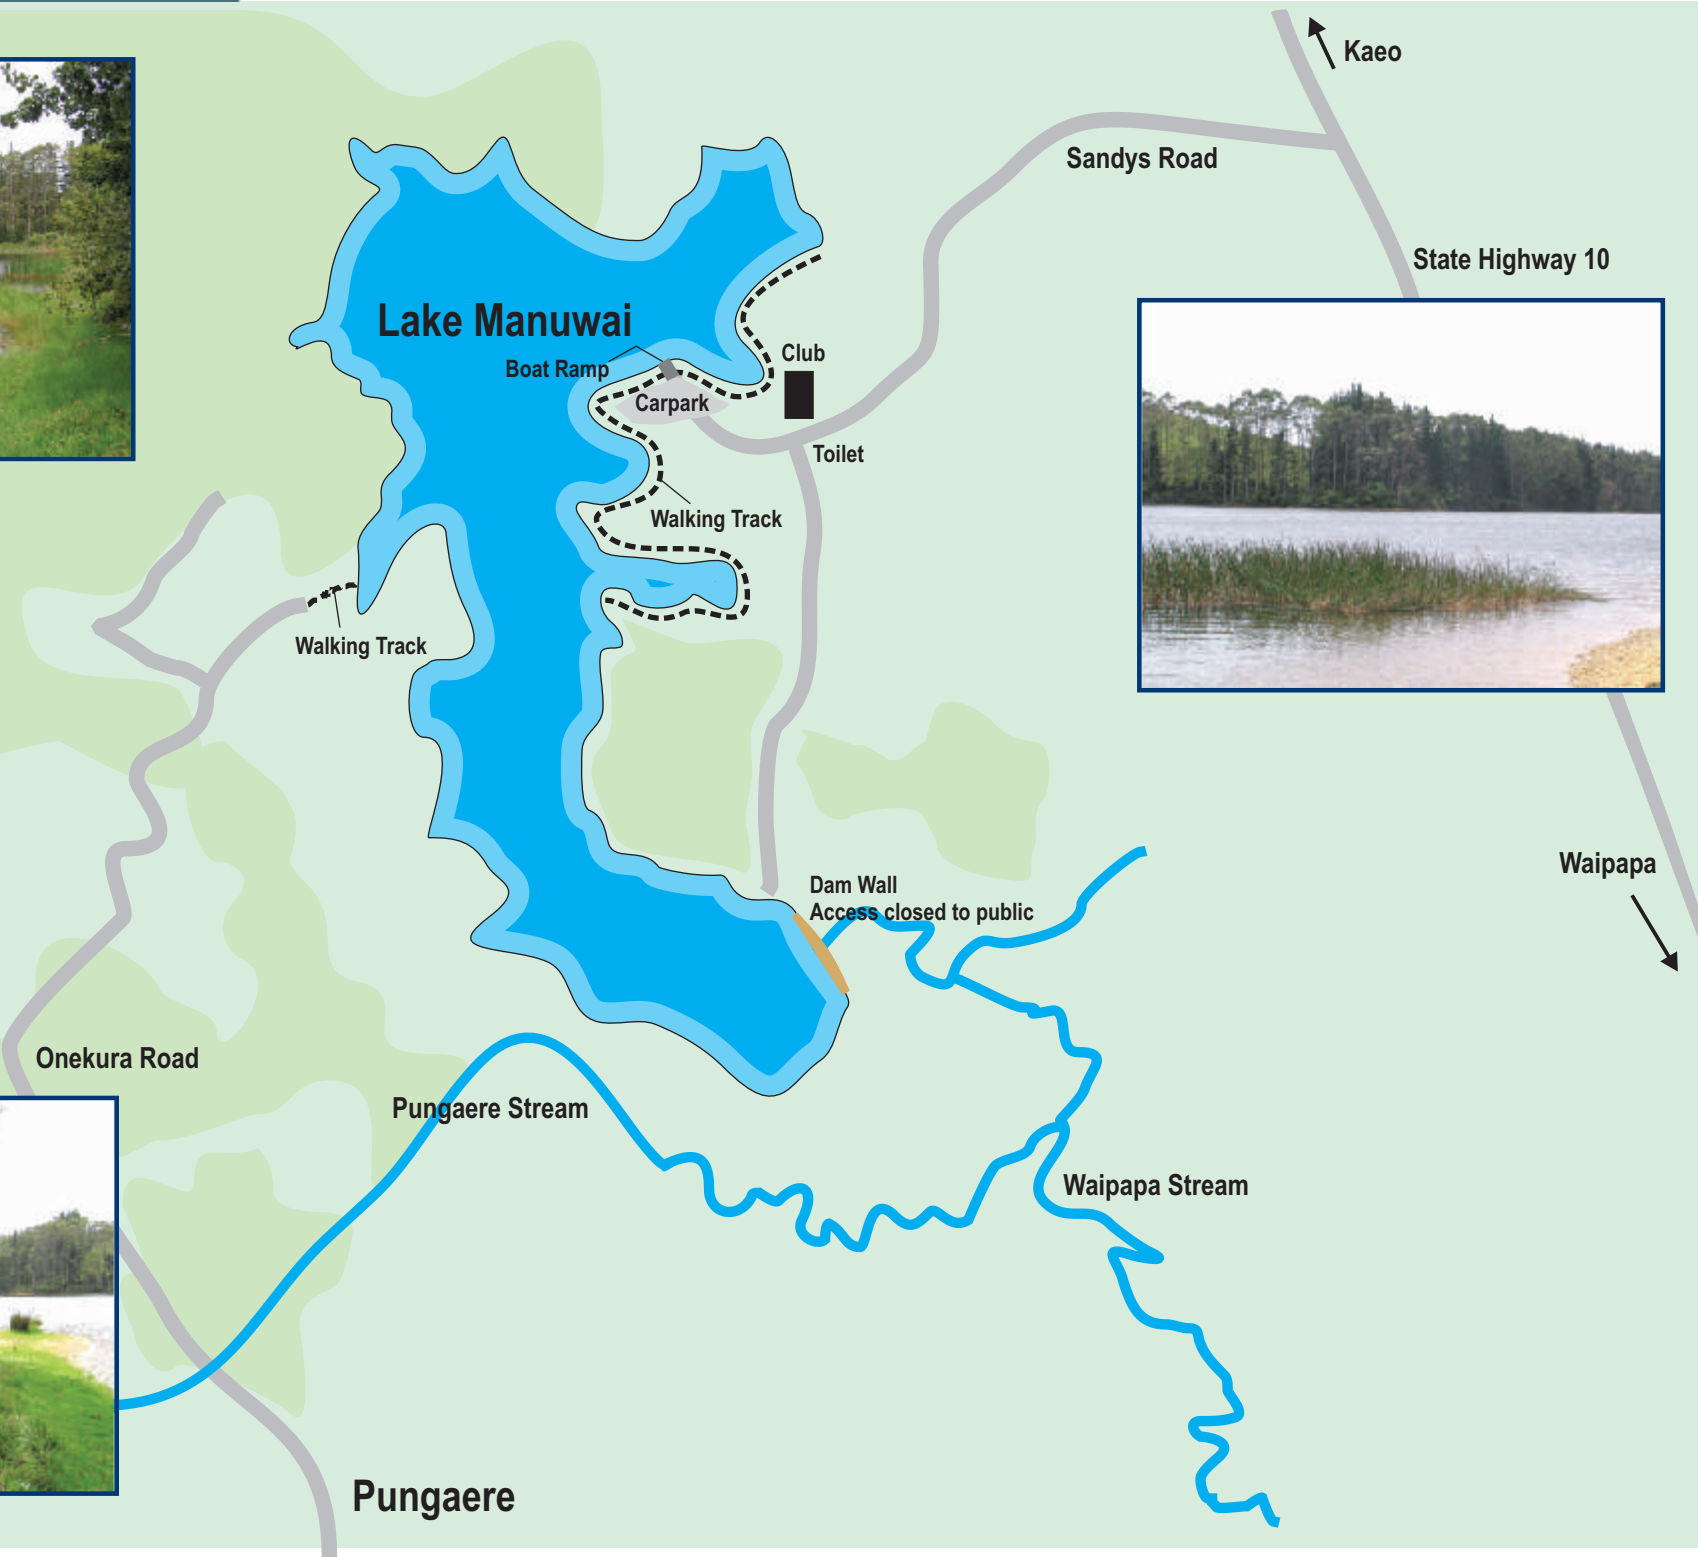 Kaeo
Sandys Road
State Highway 10
Lake Manuwai
Boat Ramp
Club
Carpark
Toilet
Walking Track
Walking Track
Waipapa
Dam Wall
Access closed to public
Onekura Road
Pungaere Stream
Waipapa Stream
Pungaere